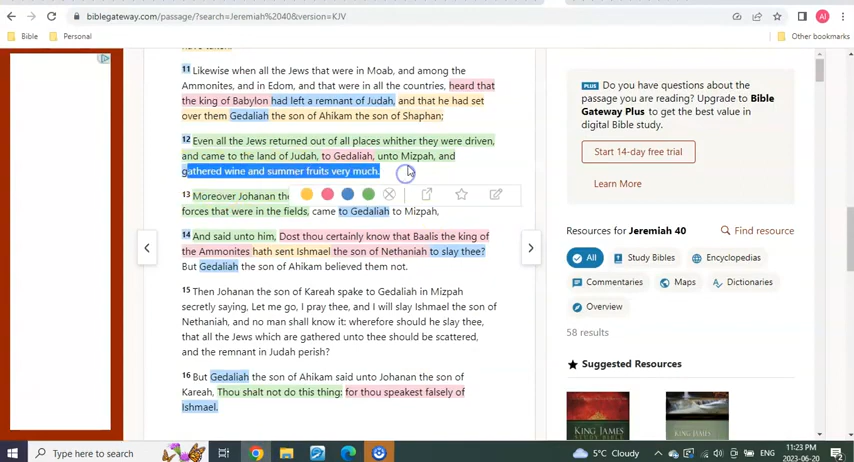 biblegateway.com/passage/?search=Jeremiah%2040&version=KJV
Bible
Personal
Other bookmarks
11 Likewise when all the Jews that were in Moab, and among the
Ammonites, and in Edom, and that were in all the countries, heard that
the king of Babylon had left a remnant of Judah, and that he had set
over them Gedaliah the son of Ahikam the son of Shaphan;
12 Even all the Jews returned out of all places whither they were driven,
and came to the land of Judah, to Gedaliah, unto Mizpah, and
gathered wine and summer fruits very much.
13 Moreover Johanan the
forces that were in the fields, came to Gedaliah to Mizpah,
14 And said unto him, Dost thou certainly know that Baalis the king of
the Ammonites hath sent Ishmael the son of Nethaniah to slay thee?
But Gedaliah the son of Ahikam believed them not.
15 Then Johanan the son of Kareah spake to Gedaliah in Mizpah
secretly saying, Let me go, I pray thee, and I will slay Ishmael the son of
Nethaniah, and no man shall know it: wherefore should he slay thee,
that all the Jews which are gathered unto thee should be scattered,
and the remnant in Judah perish?
16 But Gedaliah the son of Ahikam said unto Johanan the son of
Kareah, Thou shalt not do this thing: for thou speakest falsely of
Ishmael.
PLUS Do you have questions about the
passage you are reading? Upgrade to Bible
Gateway Plus to get the best value in
digital Bible study.
Start 14-day free trial
Learn More
Resources for Jeremiah 40
Find resource
All
Study Bibles
Encyclopedias
Commentaries
Maps
Dictionaries
Overview
58 results
Suggested Resources
KING JAMES
KING JAMES
Type here to search
5°C Cloudy
ENG
11:23 PM
2023-06-20
2